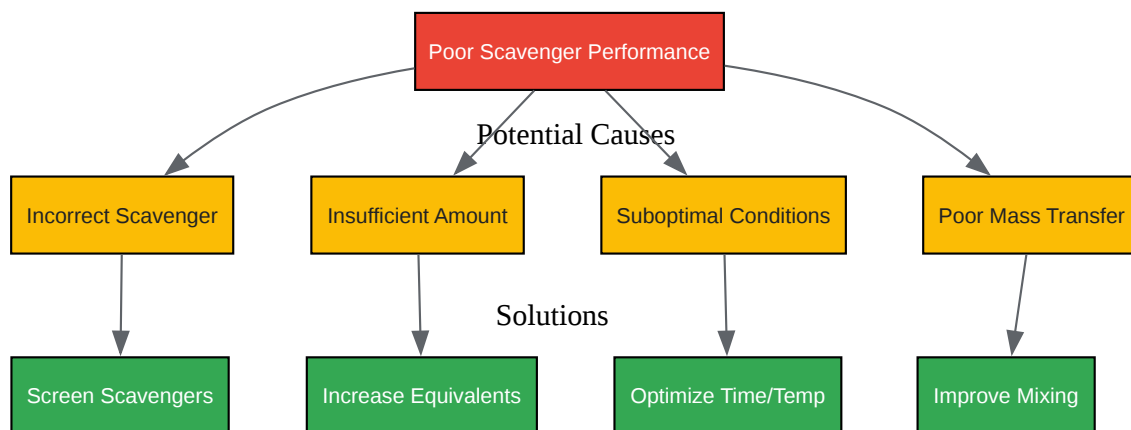 Poor Scavenger Performance
Potential Causes
Incorrect Scavenger
Insufficient Amount
Suboptimal Conditions
Poor Mass Transfer
Solutions
Screen Scavengers
Increase Equivalents
Optimize Time/Temp
Improve Mixing